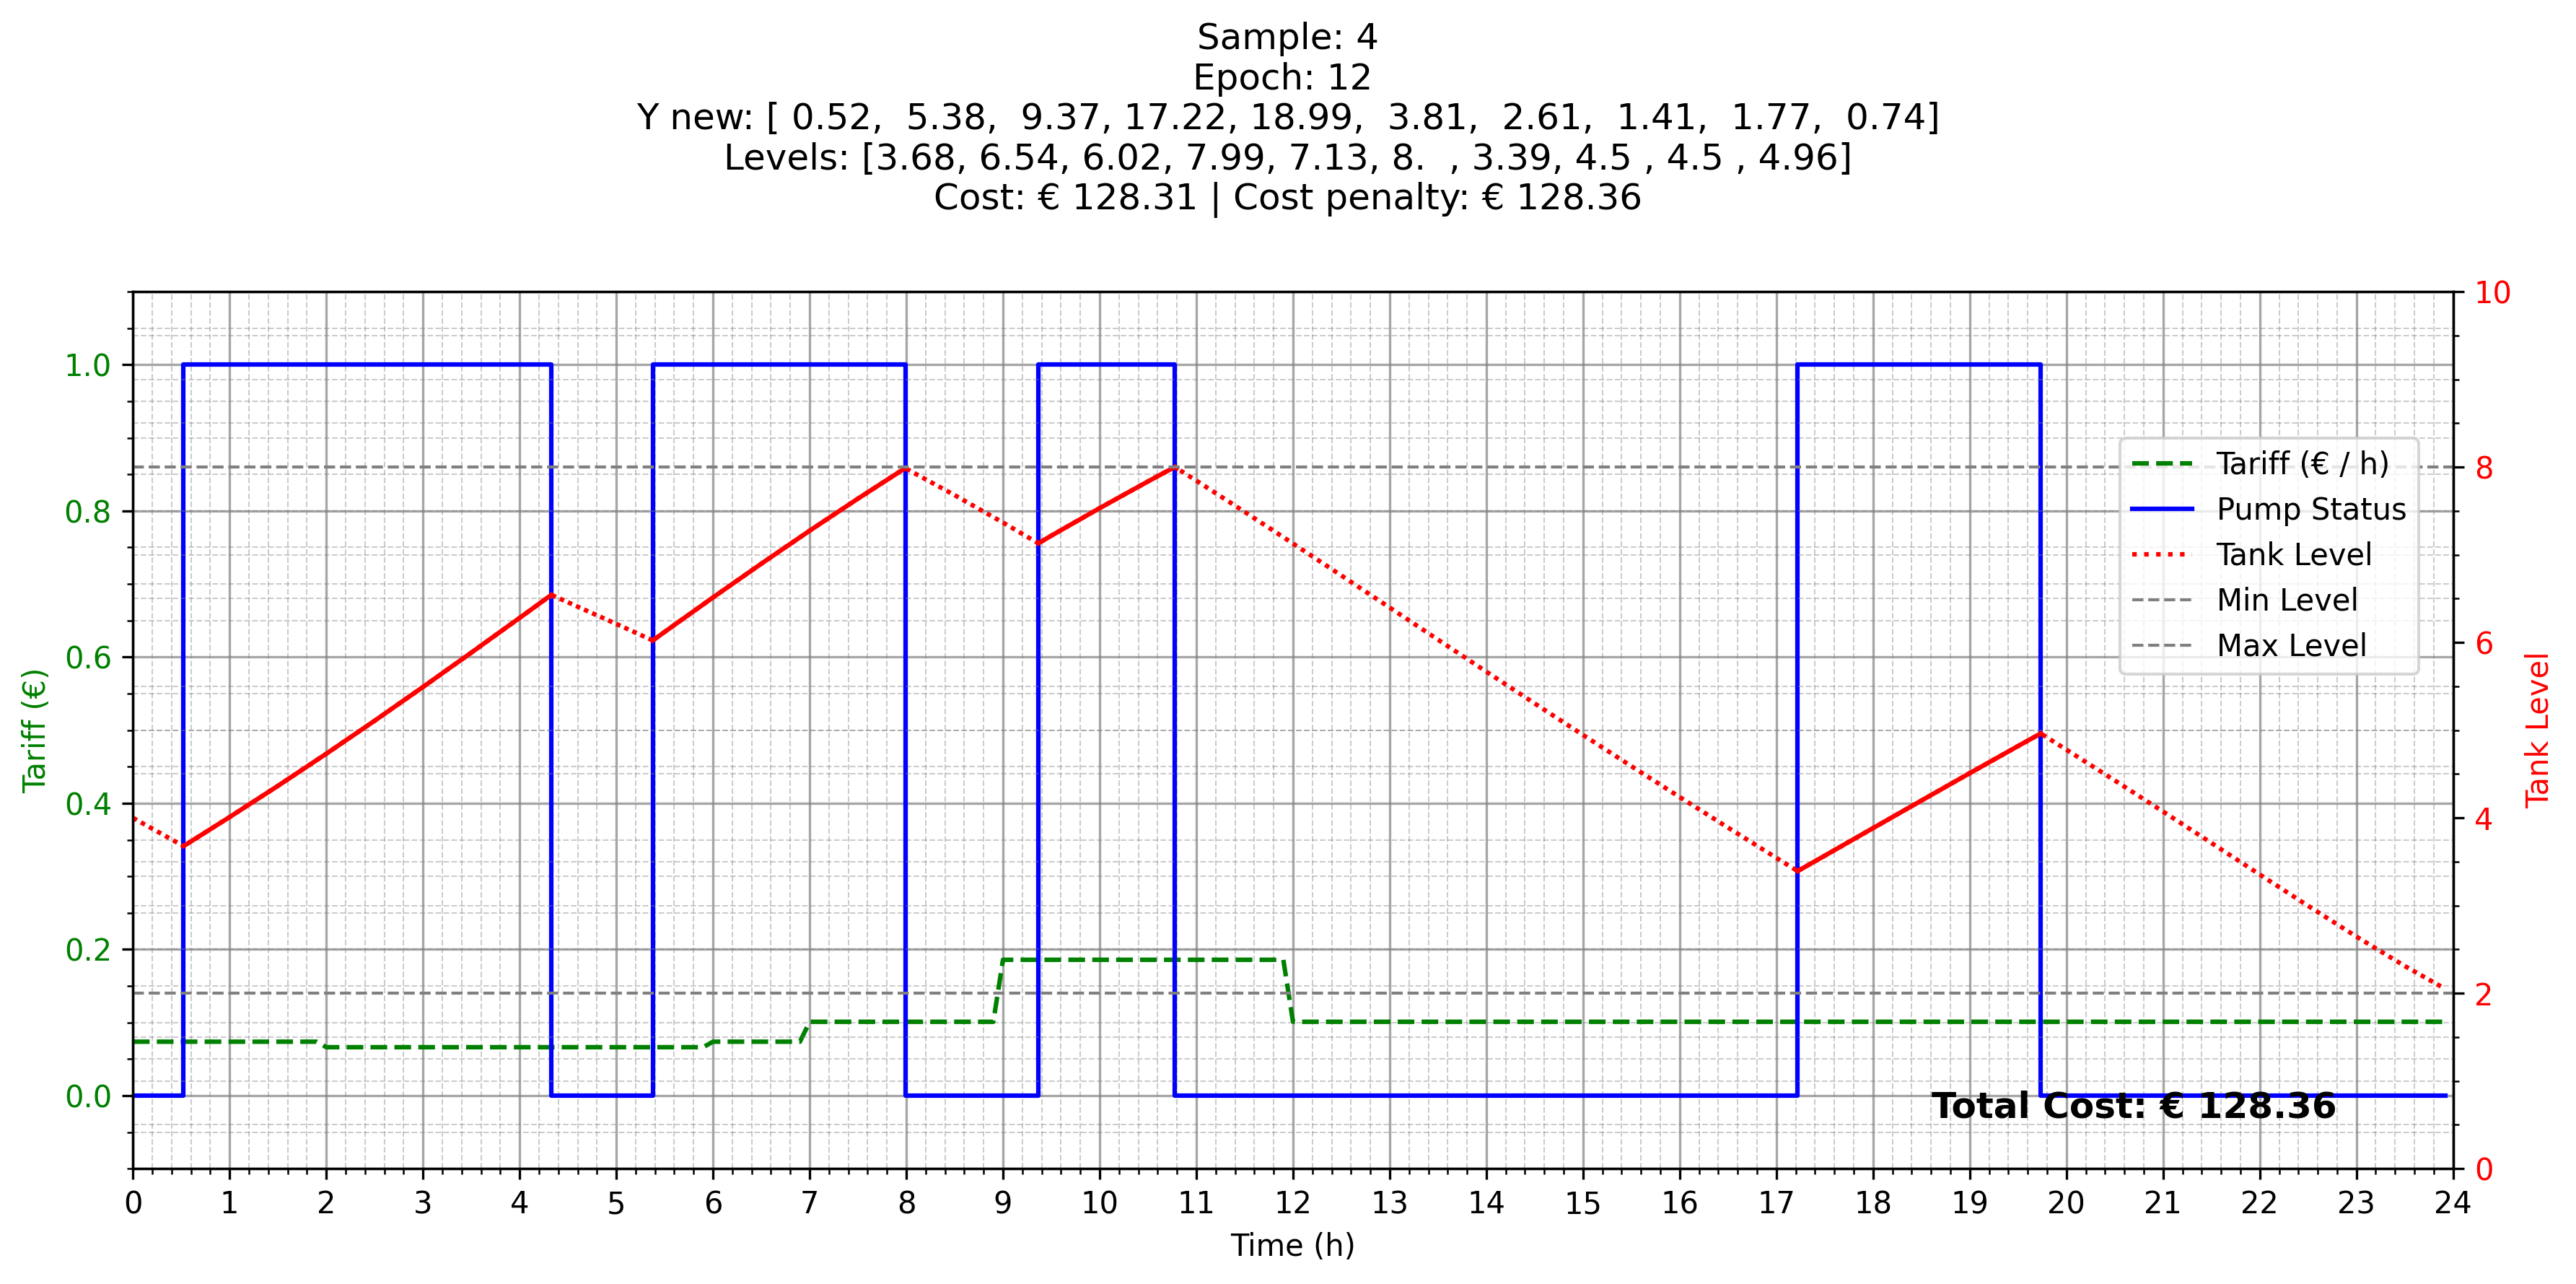 Sample: 4
Epoch: 12
Y new: [ 0.52,  5.38,  9.37, 17.22, 18.99,  3.81,  2.61,  1.41,  1.77,  0.74]
Levels: [3.68, 6.54, 6.02, 7.99, 7.13, 8.  , 3.39, 4.5 , 4.5 , 4.96]
Cost: € 128.31 | Cost penalty: € 128.36
1.0
0.8
0.6
0.4
0.2
0.0
Tariff (€)
10
8
6
4
2
0
Tank Level
Tariff (€ / h)
Pump Status
Tank Level
Min Level
Max Level
Total Cost: € 128.36
0 1 2 3 4 5 6 7 8 9 10 11 12 13 14 15 16 17 18 19 20 21 22 23 24
Time (h)